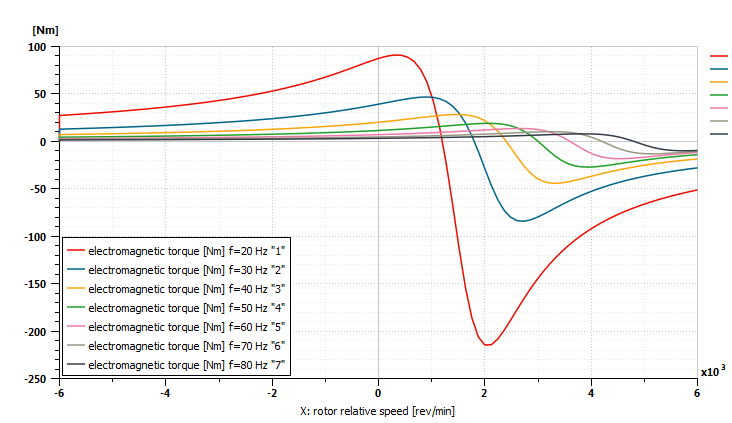 [Nm]
100
50
0
-50
-100
-150
-200
-250
electromagnetic torque [Nm] f=20 Hz "1"
electromagnetic torque [Nm] f=30 Hz "2"
electromagnetic torque [Nm] f=40 Hz "3"
electromagnetic torque [Nm] f=50 Hz "4"
electromagnetic torque [Nm] f=60 Hz "5"
electromagnetic torque [Nm] f=70 Hz "6"
electromagnetic torque [Nm] f=80 Hz "7"
x10 3
-6 -4 -2 0 2 4 6
X: rotor relative speed [rev/min]